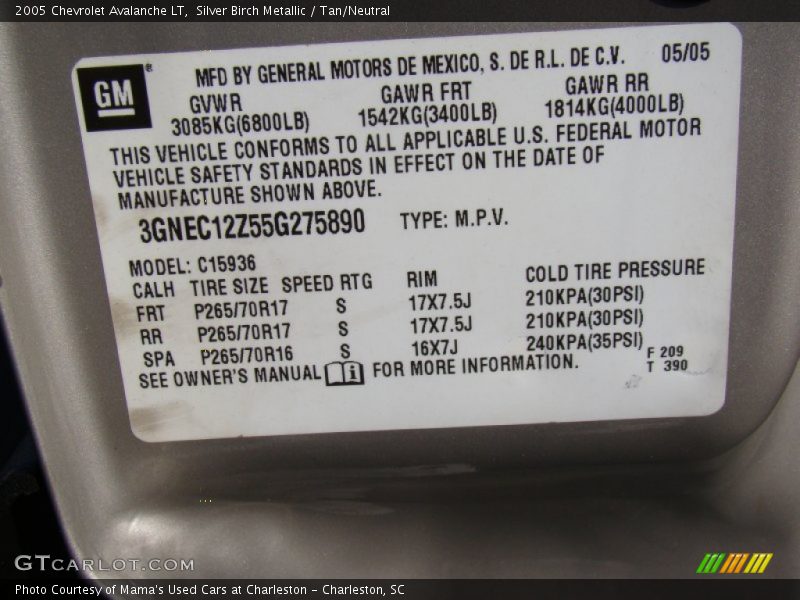 2005 Chevrolet Avalanche LT,  Silver Birch Metallic / Tan/Neutral
GM®
MFD BY GENERAL MOTORS DE MEXICO, S. DE R.L. DE C.V. 05/05
GVWR GAWR FRT GAWR RR
3085KG(6800LB) 1542KG(3400LB) 1814KG(4000LB)
THIS VEHICLE CONFORMS TO ALL APPLICABLE U.S. FEDERAL MOTOR
VEHICLE SAFETY STANDARDS IN EFFECT ON THE DATE OF
MANUFACTURE SHOWN ABOVE.
3GNEC12Z55G275890 TYPE: M.P.V.
MODEL: C15936
CALH TIRE SIZE SPEED RTG RIM COLD TIRE PRESSURE
FRT P265/70R17 S 17X7.5J 210KPA(30PSI)
RR P265/70R17 S 17X7.5J 210KPA(30PSI)
SPA P265/70R16 S 16X7J 240KPA(35PSI)
SEE OWNER'S MANUAL i FOR MORE INFORMATION.
F 209
T 390
GTCARLOT.COM
Photo Courtesy of Mama's Used Cars at Charleston - Charleston, SC